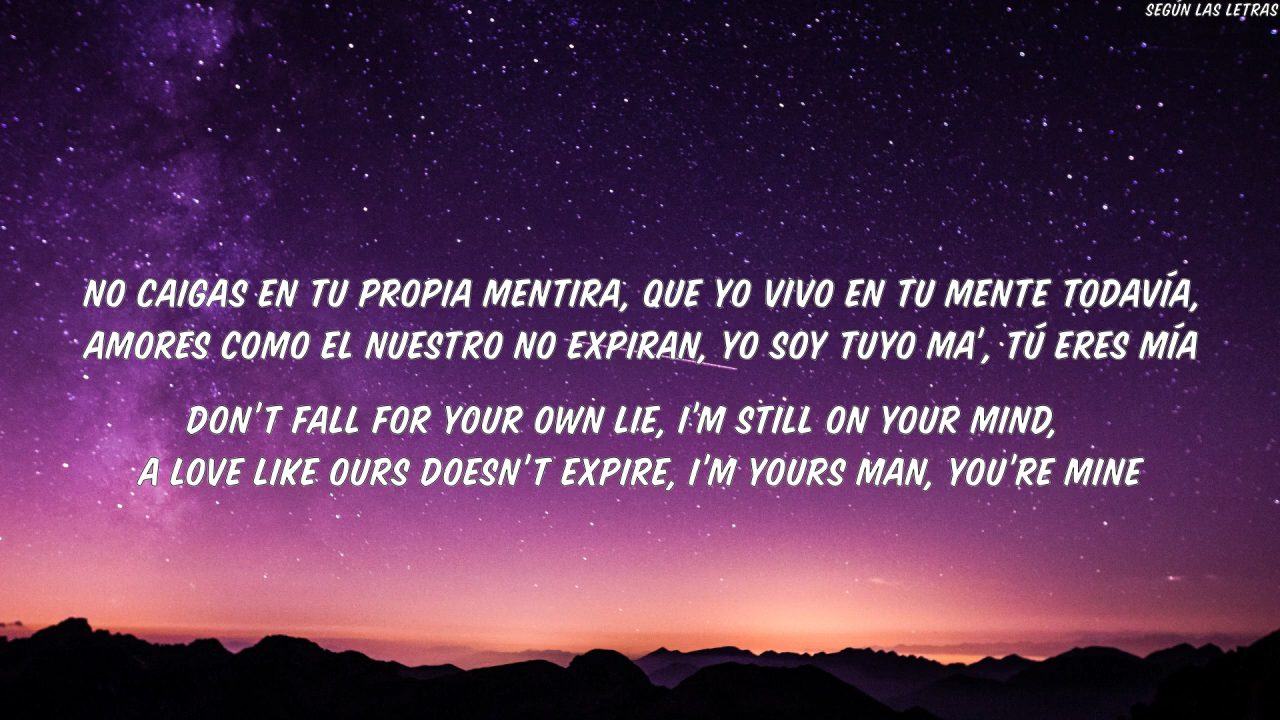 SEGÚN LAS LETRAS
NO CAIGAS EN TU PROPIA MENTIRA, QUE YO VIVO EN TU MENTE TODAVÍA,
AMORES COMO EL NUESTRO NO EXPIRAN, YO SOY TUYO MA', TÚ ERES MÍA
DON'T FALL FOR YOUR OWN LIE, I'M STILL ON YOUR MIND,
A LOVE LIKE OURS DOESN'T EXPIRE, I'M YOURS MAN, YOU'RE MINE